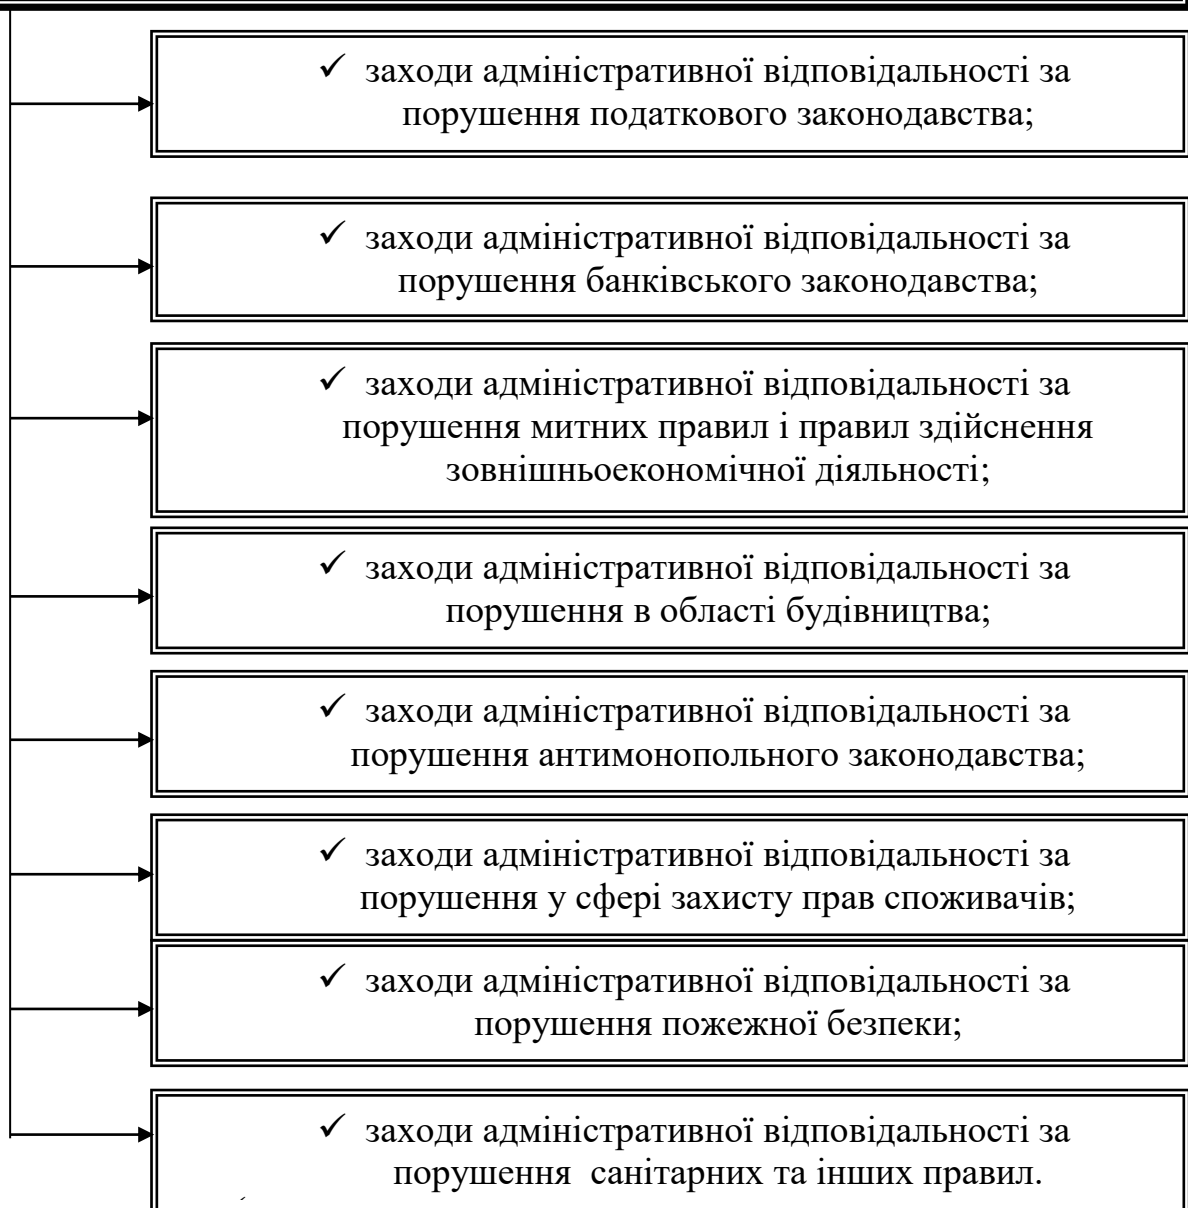 ✓ заходи адміністративної відповідальності за
порушення податкового законодавства;
✓ заходи адміністративної відповідальності за
порушення банківського законодавства;
✓ заходи адміністративної відповідальності за
порушення митних правил і правил здійснення
зовнішньоекономічної діяльності;
✓ заходи адміністративної відповідальності за
порушення в області будівництва;
✓ заходи адміністративної відповідальності за
порушення антимонопольного законодавства;
✓ заходи адміністративної відповідальності за
порушення у сфері захисту прав споживачів;
✓ заходи адміністративної відповідальності за
порушення пожежної безпеки;
✓ заходи адміністративної відповідальності за
порушення санітарних та інших правил.